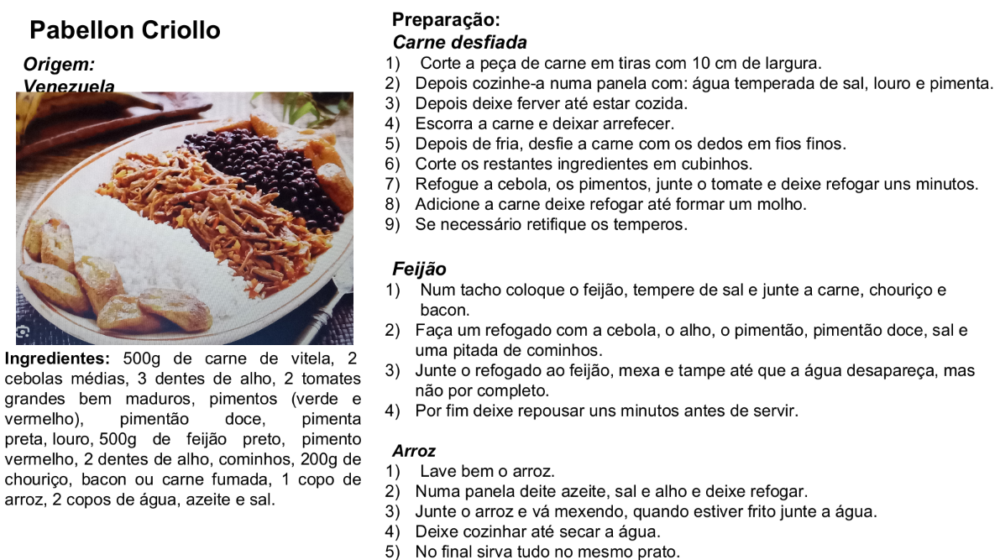 Pabellon Criollo
Origem:
Venezuela
Ingredientes: 500g de carne de vitela, 2
cebolas médias, 3 dentes de alho, 2 tomates
grandes bem maduros, pimentos (verde e
vermelho), pimentão doce, pimenta
preta, louro, 500g de feijão preto, pimento
vermelho, 2 dentes de alho, cominhos, 200g de
chouriço, bacon ou carne fumada, 1 copo de
arroz, 2 copos de água, azeite e sal.
Preparação:
Carne desfiada
1) Corte a peça de carne em tiras com 10 cm de largura.
2) Depois cozinhe-a numa panela com: água temperada de sal, louro e pimenta.
3) Depois deixe ferver até estar cozida.
4) Escorra a carne e deixar arrefecer.
5) Depois de fria, desfie a carne com os dedos em fios finos.
6) Corte os restantes ingredientes em cubinhos.
7) Refogue a cebola, os pimentos, junte o tomate e deixe refogar uns minutos.
8) Adicione a carne deixe refogar até formar um molho.
9) Se necessário retifique os temperos.
Feijão
1) Num tacho coloque o feijão, tempere de sal e junte a carne, chouriço e
bacon.
2) Faça um refogado com a cebola, o alho, o pimentão, pimentão doce, sal e
uma pitada de cominhos.
3) Junte o refogado ao feijão, mexa e tampe até que a água desapareça, mas
não por completo.
4) Por fim deixe repousar uns minutos antes de servir.
Arroz
1) Lave bem o arroz.
2) Numa panela deite azeite, sal e alho e deixe refogar.
3) Junte o arroz e vá mexendo, quando estiver frito junte a água.
4) Deixe cozinhar até secar a água.
5) No final sirva tudo no mesmo prato.